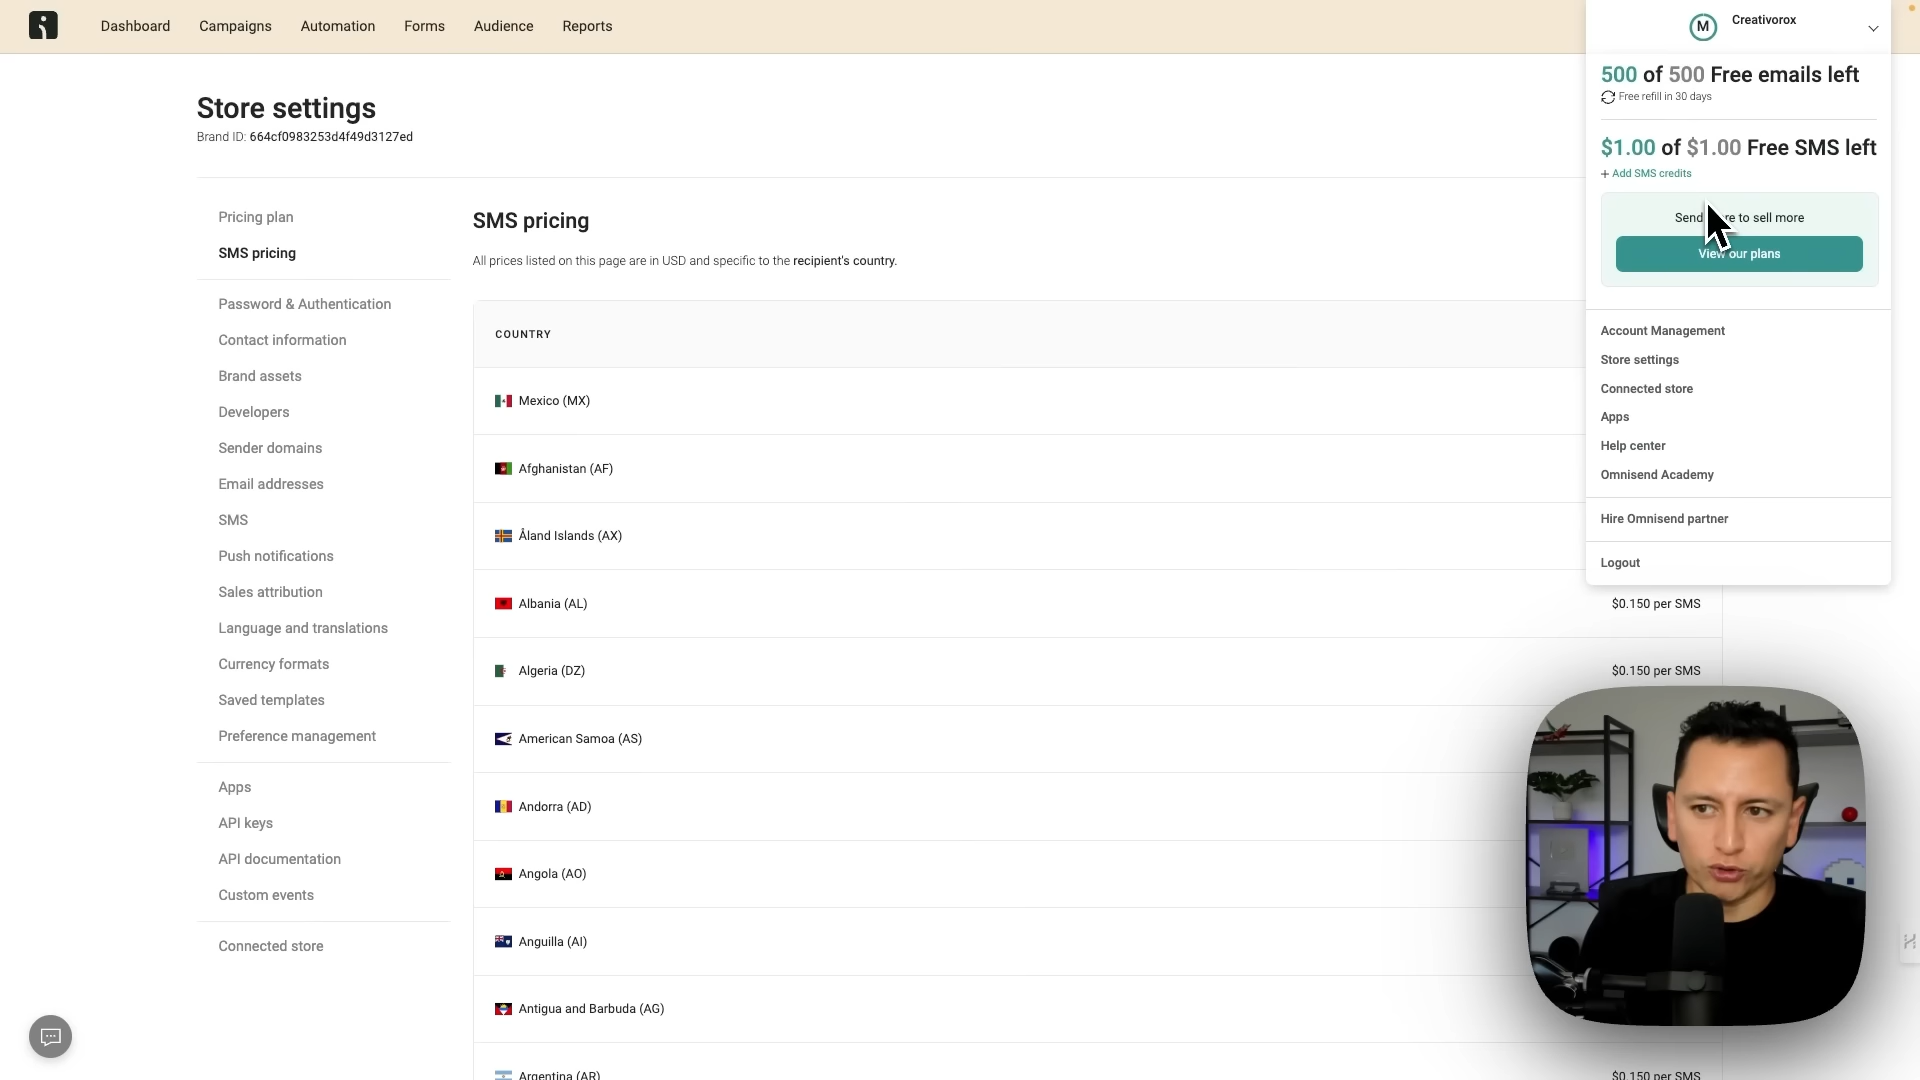 Dashboard
Campaigns
Automation
Forms
Audience
Reports
M
Creativorox
500 of 500 Free emails left
Free refill in 30 days
$1.00 of $1.00 Free SMS left
+ Add SMS credits
Send to sell more
View our plans
Account Management
Store settings
Connected store
Apps
Help center
Omnisend Academy
Hire Omnisend partner
Logout
Store settings
Brand ID: 664cf0983253d4f49d3127ed
Pricing plan
SMS pricing
Password & Authentication
Contact information
Brand assets
Developers
Sender domains
Email addresses
SMS
Push notifications
Sales attribution
Language and translations
Currency formats
Saved templates
Preference management
Apps
API keys
API documentation
Custom events
Connected store
SMS pricing
All prices listed on this page are in USD and specific to the recipient's country.
COUNTRY
Mexico (MX)
Afghanistan (AF)
Åland Islands (AX)
Albania (AL)
$0.150 per SMS
Algeria (DZ)
$0.150 per SMS
American Samoa (AS)
Andorra (AD)
Angola (AO)
Anguilla (AI)
Antigua and Barbuda (AG)
Argentina (AR)
$0.150 per SMS